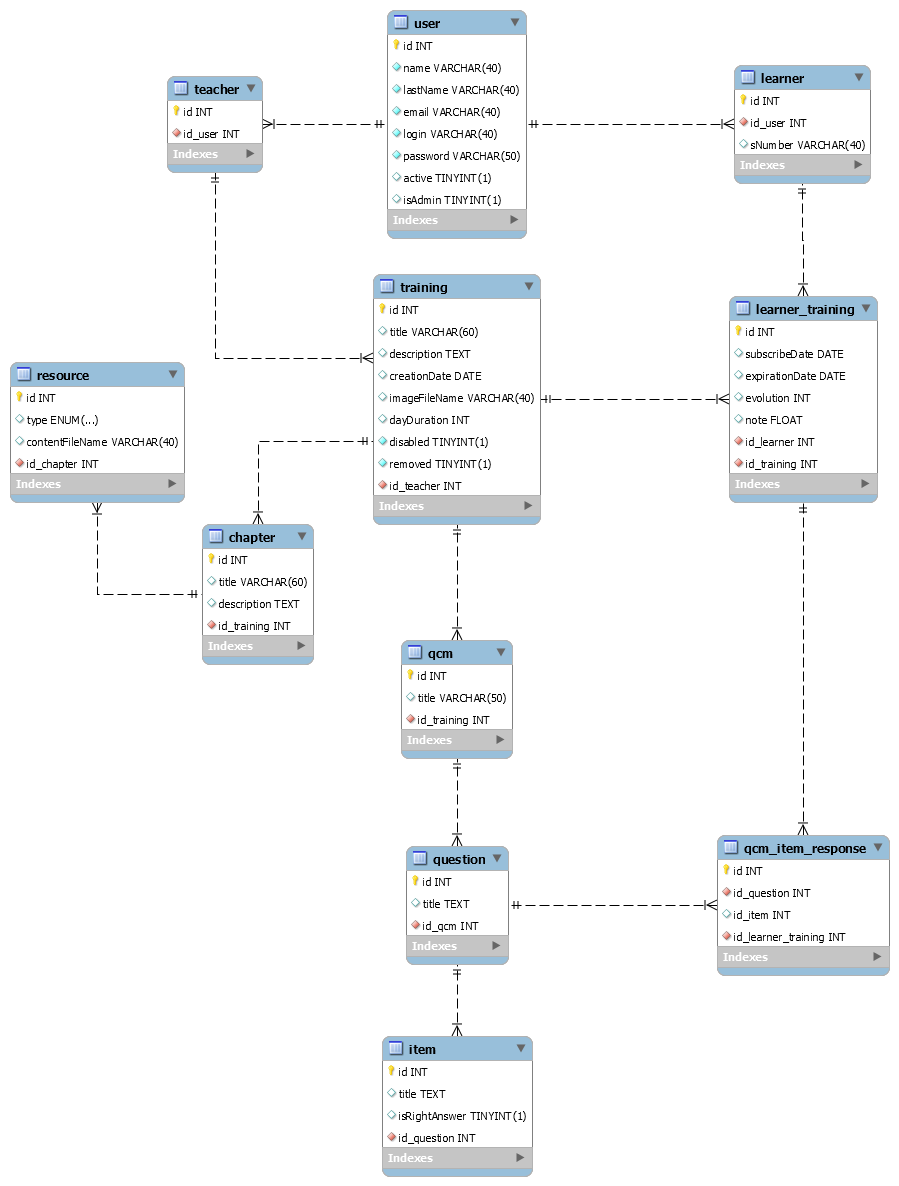 user
id INT
name VARCHAR(40)
lastName VARCHAR(40)
email VARCHAR(40)
login VARCHAR(40)
password VARCHAR(50)
active TINYINT(1)
isAdmin TINYINT(1)
Indexes
teacher
id INT
id_user INT
Indexes
learner
id INT
id_user INT
sNumber VARCHAR(40)
Indexes
training
id INT
title VARCHAR(60)
description TEXT
creationDate DATE
imageFileName VARCHAR(40)
dayDuration INT
disabled TINYINT(1)
removed TINYINT(1)
id_teacher INT
Indexes
learner_training
id INT
subscribeDate DATE
expirationDate DATE
evolution INT
note FLOAT
id_learner INT
id_training INT
Indexes
resource
id INT
type ENUM(...)
contentFileName VARCHAR(40)
id_chapter INT
Indexes
chapter
id INT
title VARCHAR(60)
description TEXT
id_training INT
Indexes
qcm
id INT
title VARCHAR(50)
id_training INT
Indexes
question
id INT
title TEXT
id_qcm INT
Indexes
qcm_item_response
id INT
id_question INT
id_item INT
id_learner_training INT
Indexes
item
id INT
title TEXT
isRightAnswer TINYINT(1)
id_question INT
Indexes